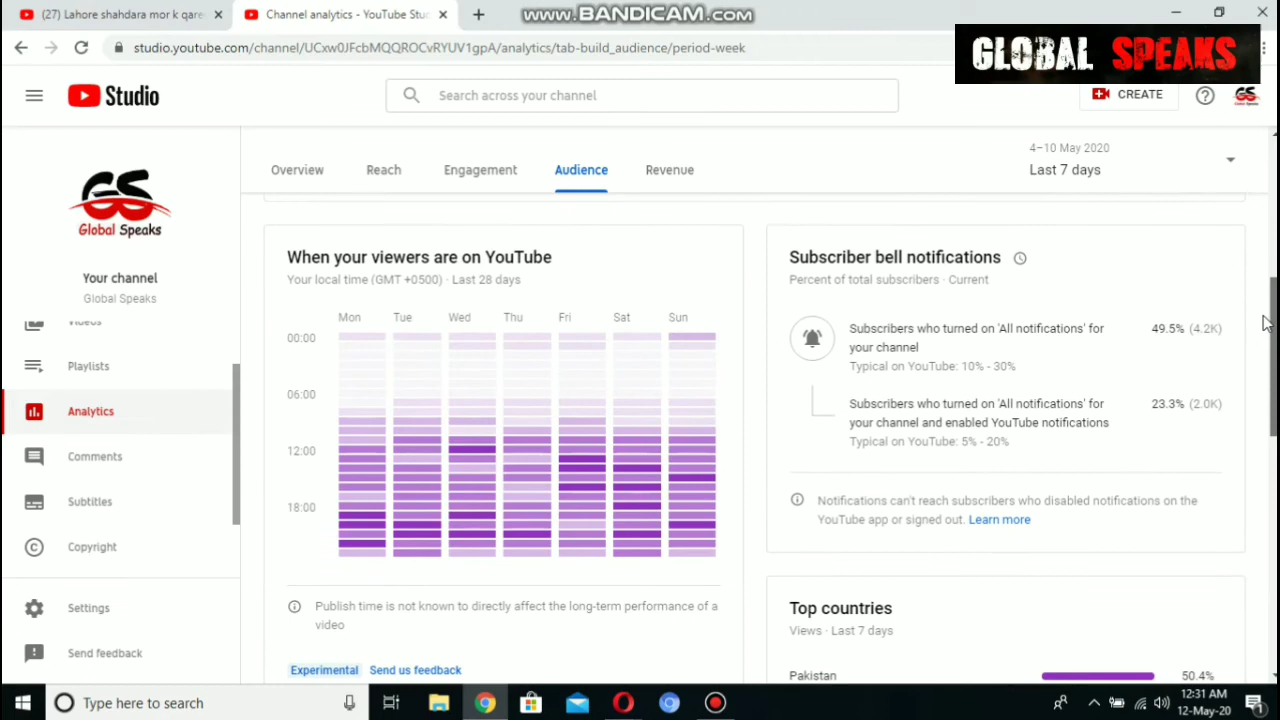 (27) Lahore shahdara mor k qare
Channel analytics - YouTube Stu
www.BANDICAM.com
studio.youtube.com/channel/UCxw0JFcbMQQROCvRYUV1gpA/analytics/tab-build_audience/period-week
GLOBAL SPEAKS
Studio
Search across your channel
CREATE
GS
Global Speaks
Your channel
Global Speaks
Videos
Playlists
Analytics
Comments
Subtitles
Copyright
Settings
Send feedback
Overview
Reach
Engagement
Audience
Revenue
4–10 May 2020
Last 7 days
When your viewers are on YouTube
Your local time (GMT +0500) · Last 28 days
Mon Tue Wed Thu Fri Sat Sun
00:00
06:00
12:00
18:00
Publish time is not known to directly affect the long-term performance of a
video
Experimental Send us feedback
Subscriber bell notifications
Percent of total subscribers · Current
Subscribers who turned on 'All notifications' for 49.5% (4.2K)
your channel
Typical on YouTube: 10% - 30%
Subscribers who turned on 'All notifications' for 23.3% (2.0K)
your channel and enabled YouTube notifications
Typical on YouTube: 5% - 20%
Notifications can't reach subscribers who disabled notifications on the
YouTube app or signed out. Learn more
Top countries
Views · Last 7 days
Pakistan 50.4%
Type here to search
12:31 AM
12-May-20
1